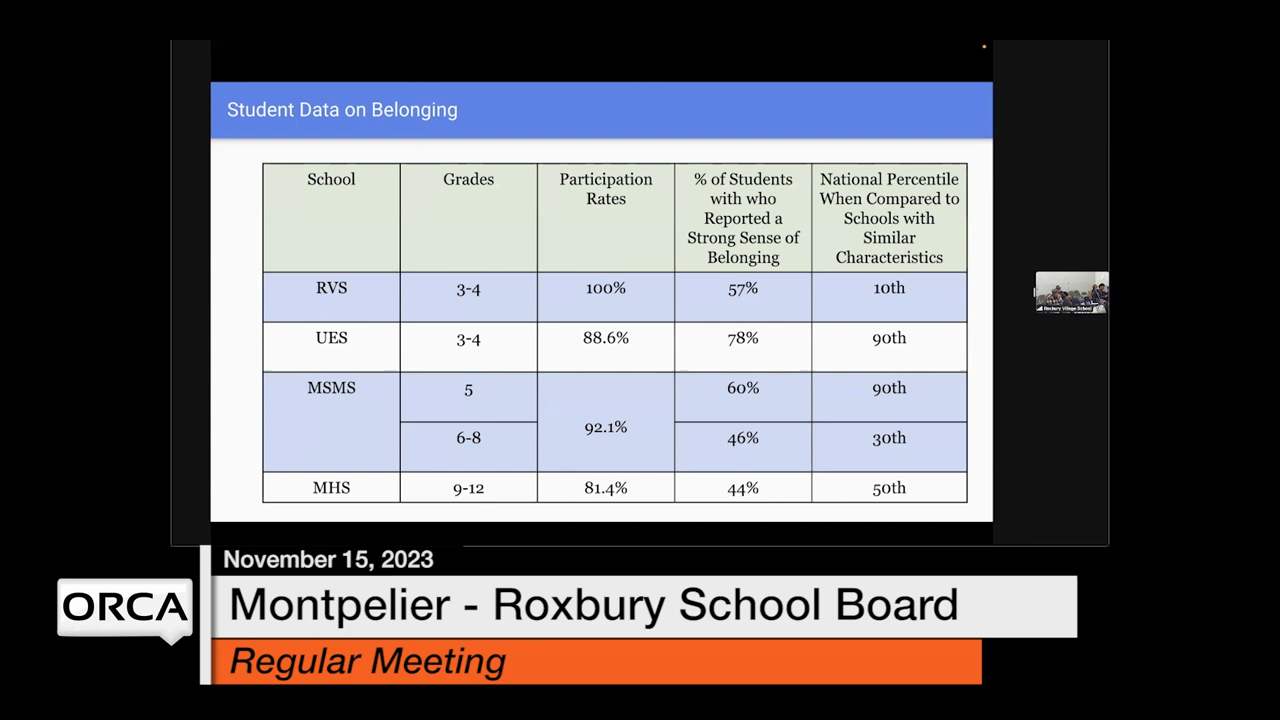 Student Data on Belonging
School
Grades
Participation
Rates
% of Students
with who
Reported a
Strong Sense of
Belonging
National Percentile
When Compared to
Schools with
Similar
Characteristics
RVS
3-4
100%
57%
10th
UES
3-4
88.6%
78%
90th
MSMS
5
92.1%
60%
90th
6-8
46%
30th
MHS
9-12
81.4%
44%
50th
Roxbury Village School
November 15, 2023
ORCA
Montpelier - Roxbury School Board
Regular Meeting